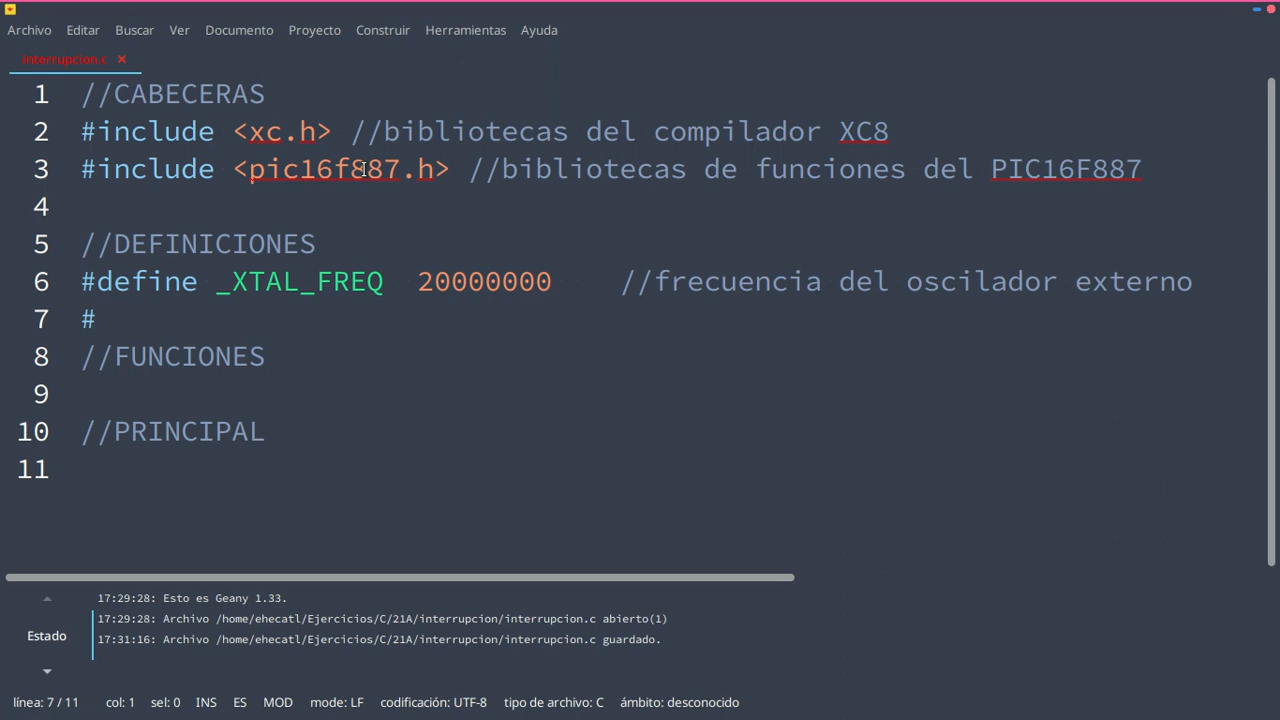 Archivo Editar Buscar Ver Documento Proyecto Construir Herramientas Ayuda
interrupcion.c
1 //CABECERAS
2 #include <xc.h> //bibliotecas del compilador XC8
3 #include <pic16f887.h> //bibliotecas de funciones del PIC16F887
4
5 //DEFINICIONES
6 #define _XTAL_FREQ 20000000 //frecuencia del oscilador externo
7 #
8 //FUNCIONES
9
10 //PRINCIPAL
11
17:29:28: Esto es Geany 1.33.
17:29:28: Archivo /home/ehecatl/Ejercicios/C/21A/interrupcion/interrupcion.c abierto(1)
Estado
17:31:16: Archivo /home/ehecatl/Ejercicios/C/21A/interrupcion/interrupcion.c guardado.
línea: 7 / 11 col: 1 sel: 0 INS ES MOD mode: LF codificación: UTF-8 tipo de archivo: C ámbito: desconocido